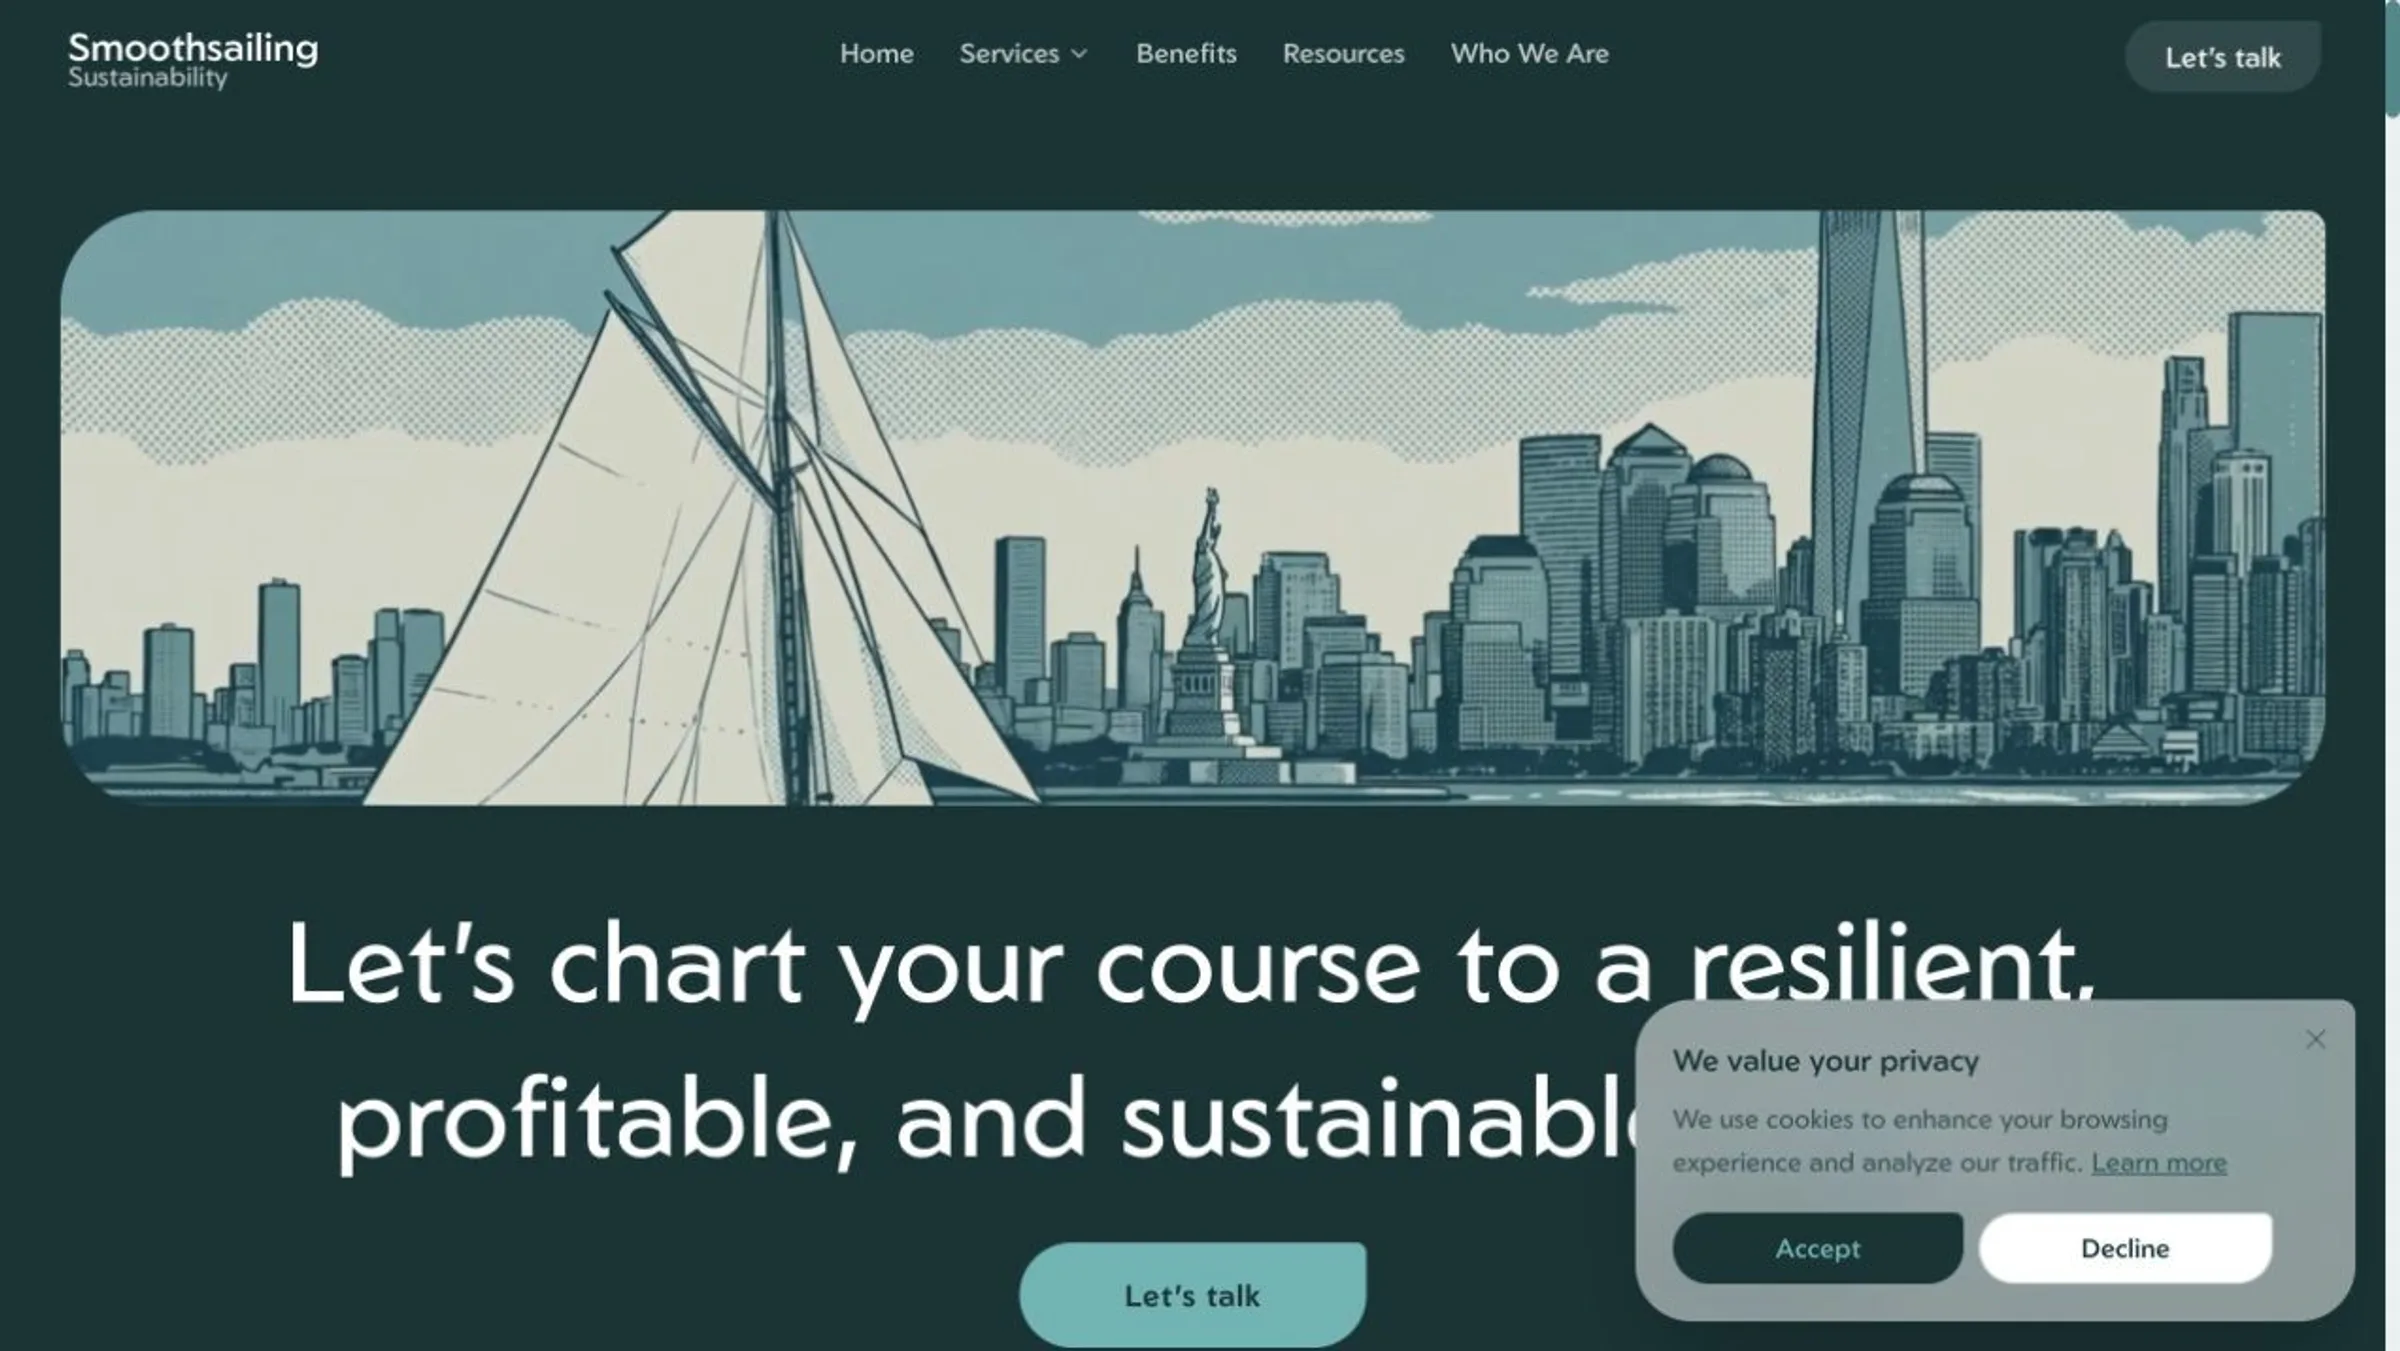 Smoothsailing
Sustainability
Home Services Benefits Resources Who We Are
Let's talk
Let's chart your course to a resilient,
profitable, and sustainable
Let's talk
We value your privacy
We use cookies to enhance your browsing
experience and analyze our traffic. Learn more
Accept Decline